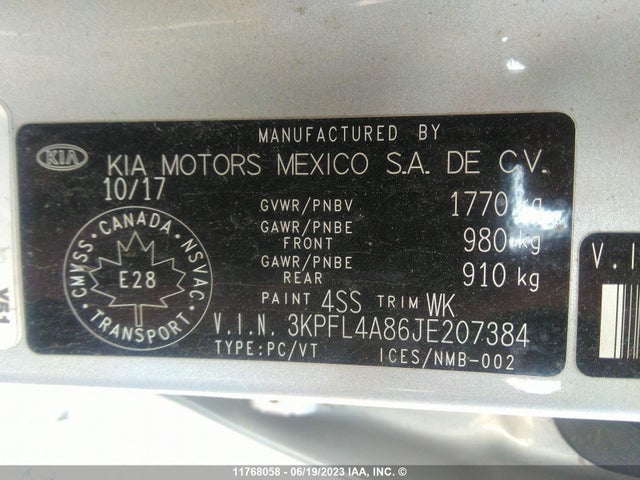 MANUFACTURED BY
KIA
KIA MOTORS MEXICO S.A. DE C.V.
10/17
GVWR/PNBV 1770 kg
GAWR/PNBE FRONT 980 kg
GAWR/PNBE REAR 910 kg
CANADA
CMVSS NSVAC
E28
TRANSPORT
PAINT 4SS TRIM WK
V.I.N. 3KPFL4A86JE207384
TYPE:PC/VT ICES/NMB-002
V.I
V51
11768058 - 06/19/2023 IAA, INC. ©